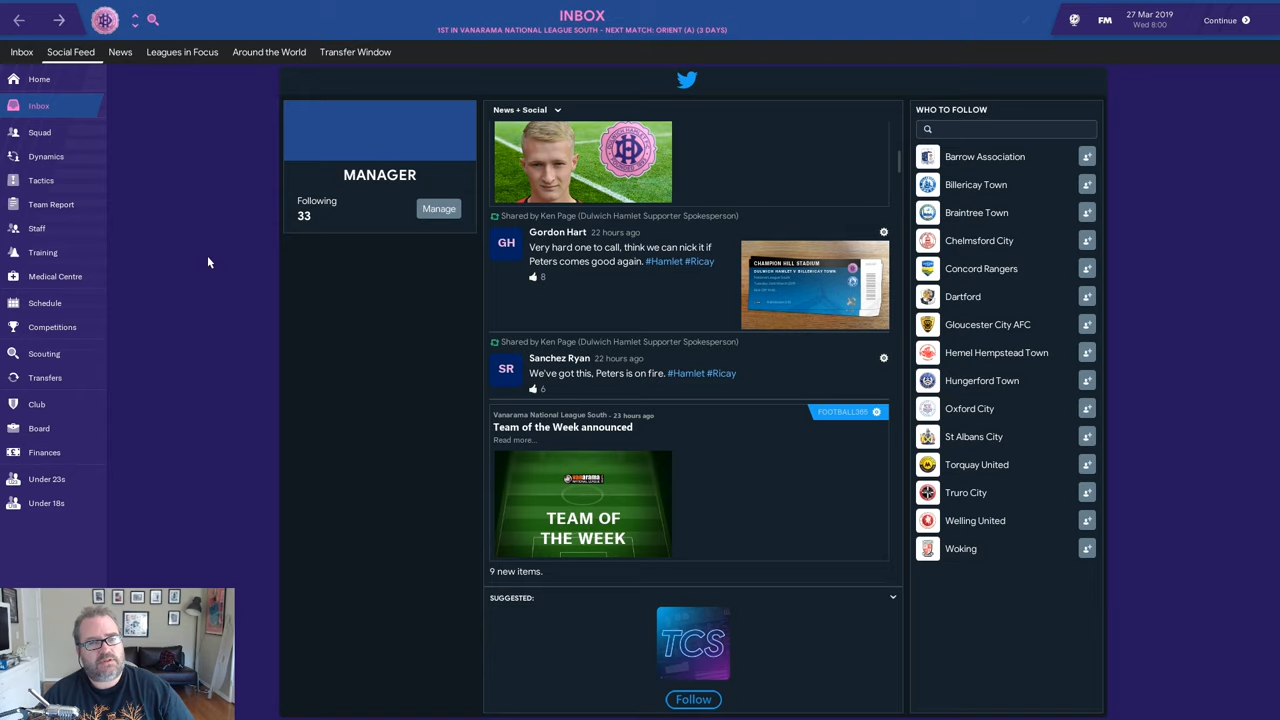 INBOX
1ST IN VANARAMA NATIONAL LEAGUE SOUTH - NEXT MATCH: ORIENT (A) (3 DAYS)
FM
27 Mar 2019
Wed 8:00
Continue
Inbox
Social Feed
News
Leagues in Focus
Around the World
Transfer Window
Home
Inbox
Squad
Dynamics
Tactics
Team Report
Staff
Training
Medical Centre
Schedule
Competitions
Scouting
Transfers
Club
Board
Finances
Under 23s
Under 18s
MANAGER
Following
33
Manage
News + Social
Shared by Ken Page (Dulwich Hamlet Supporter Spokesperson)
GH
Gordon Hart 22 hours ago
Very hard one to call, think we can nick it if
Peters comes good again. #Hamlet #Ricay
8
CHAMPION HILL STADIUM
DULWICH HAMLET V BILLERICAY TOWN
Shared by Ken Page (Dulwich Hamlet Supporter Spokesperson)
SR
Sanchez Ryan 22 hours ago
We've got this, Peters is on fire. #Hamlet #Ricay
6
Vanarama National League South - 23 hours ago
FOOTBALL365
Team of the Week announced
Read more...
TEAM OF
THE WEEK
9 new items.
SUGGESTED:
TCS
Follow
WHO TO FOLLOW
Barrow Association
Billericay Town
Braintree Town
Chelmsford City
Concord Rangers
Dartford
Gloucester City AFC
Hemel Hempstead Town
Hungerford Town
Oxford City
St Albans City
Torquay United
Truro City
Welling United
Woking